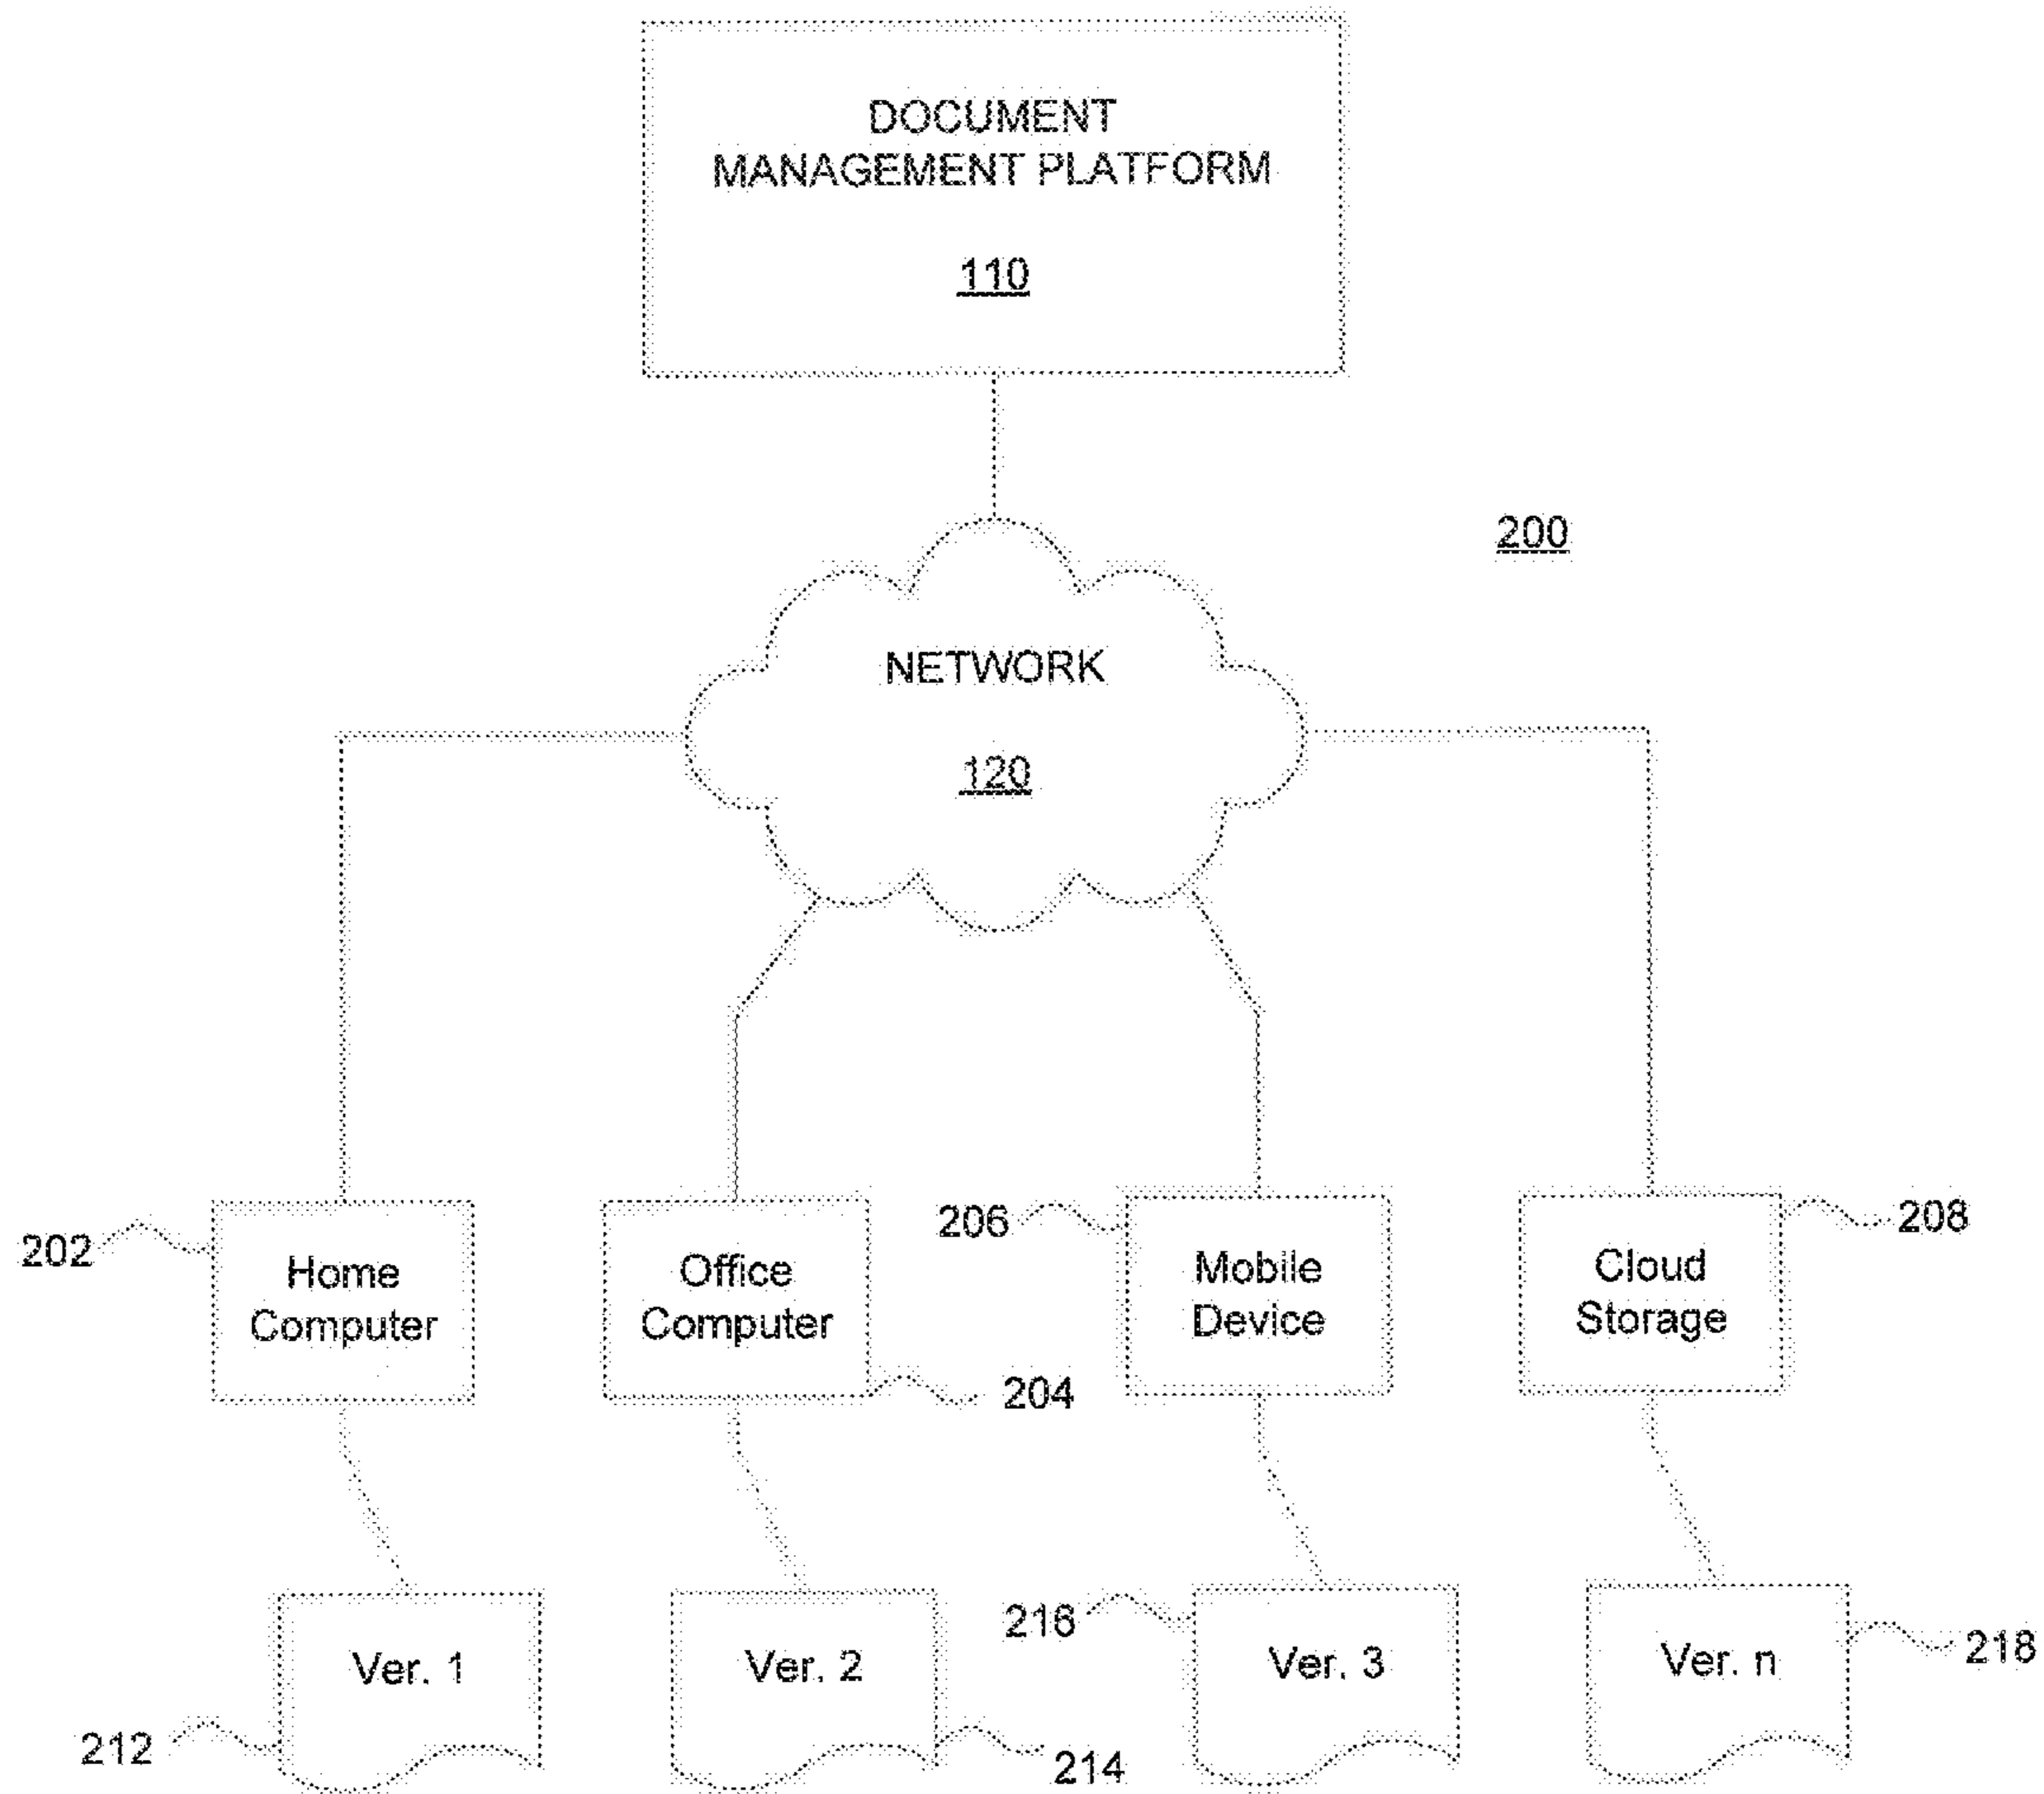 DOCUMENT
MANAGEMENT PLATFORM
110
200
NETWORK
120
202
Home
Computer
Office
Computer
204
206
Mobile
Device
Cloud
Storage
208
Ver. 1
212
Ver. 2
214
216
Ver. 3
Ver. n
218